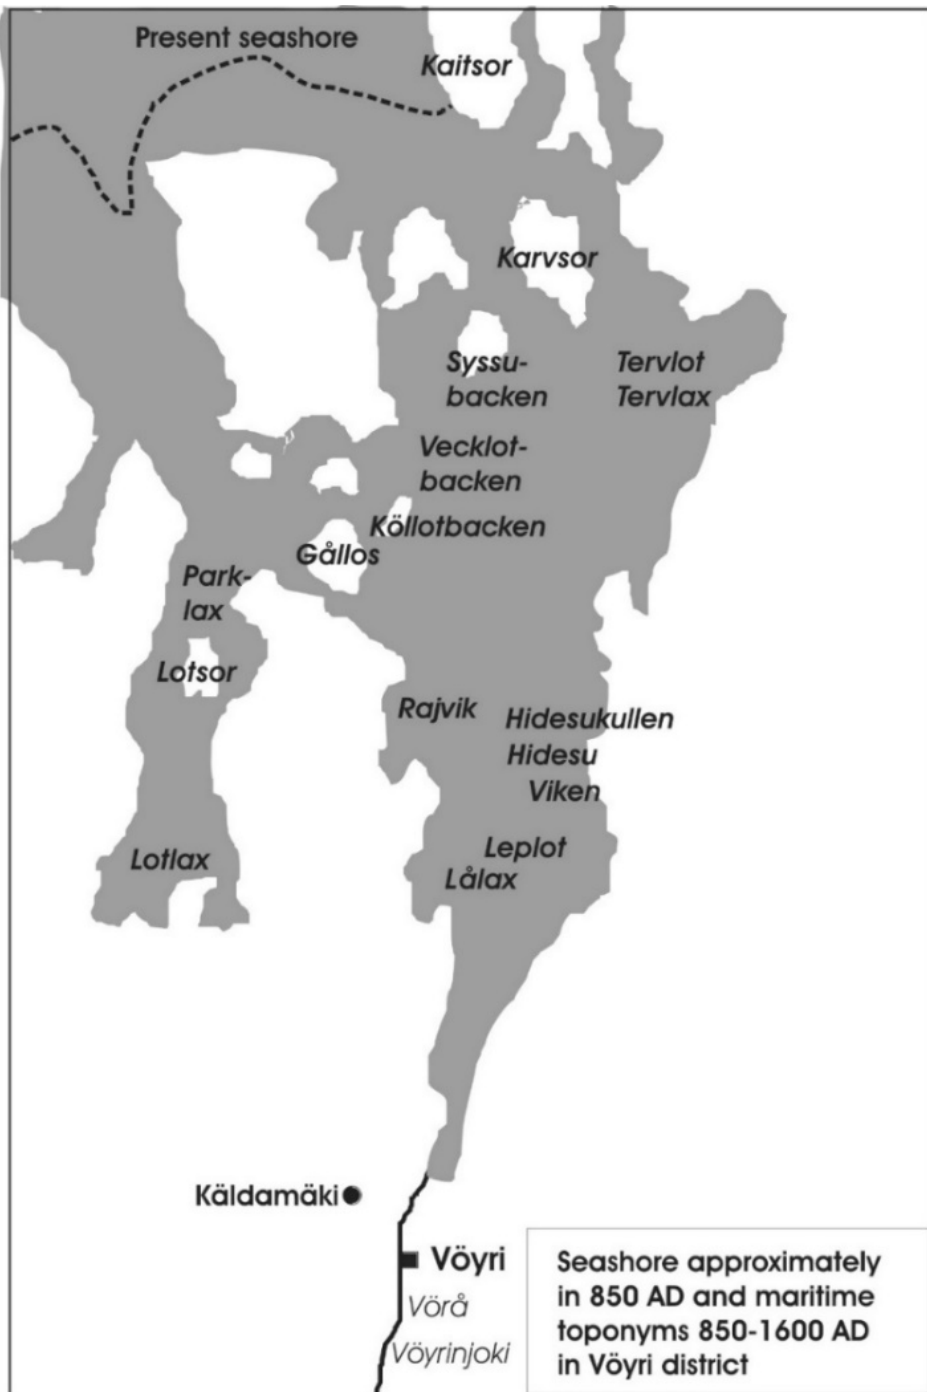 Present seashore
Kaitsor
Karvsor
Syssu-
backen
Tervlot
Tervlax
Vecklot-
backen
Köllotbacken
Gållos
Park-
lax
Lotsor
Rajvik
Hidesukullen
Hidesu
Viken
Leplot
Lålax
Lotlax
Käldamäki
Vöyri
Vörå
Vöyrinjoki
Seashore approximately
in 850 AD and maritime
toponyms 850-1600 AD
in Vöyri district